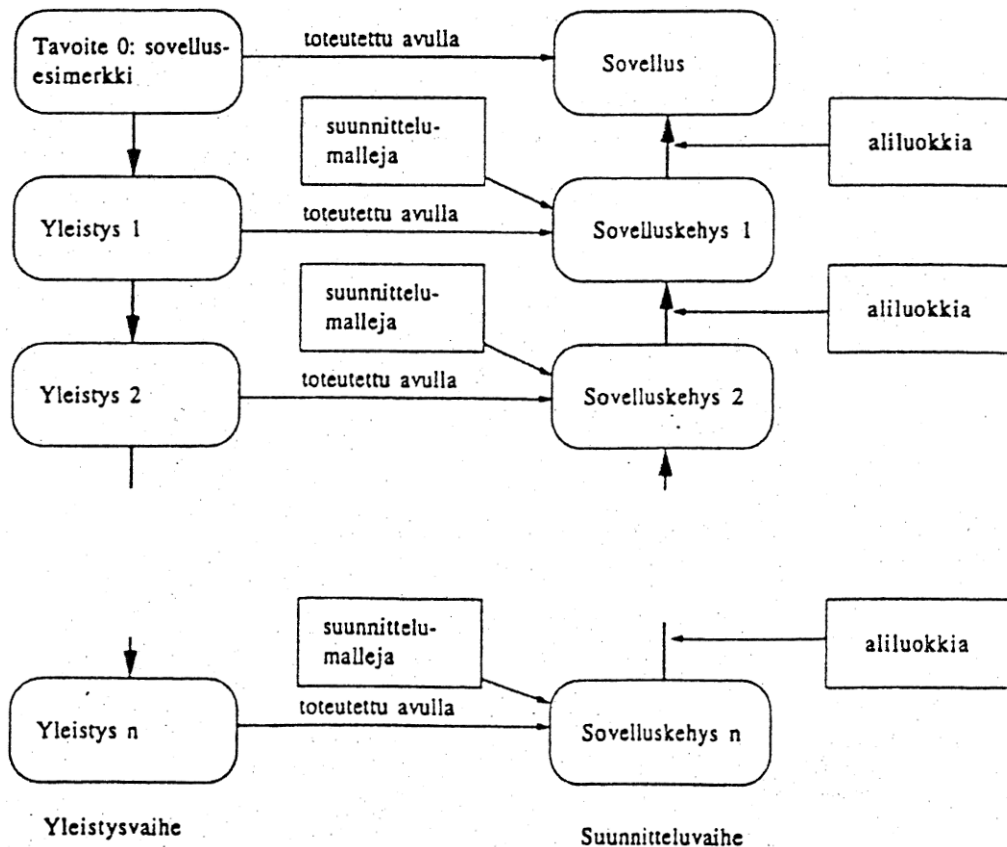 Tavoite 0: sovellus-
esimerkki
toteutettu avulla
Sovellus
suunnittelu-
malleja
aliluokkia
Yleistys 1
toteutettu avulla
Sovelluskehys 1
suunnittelu-
malleja
aliluokkia
Yleistys 2
toteutettu avulla
Sovelluskehys 2
suunnittelu-
malleja
aliluokkia
Yleistys n
toteutettu avulla
Sovelluskehys n
Yleistysvaihe
Suunnitteluvaihe